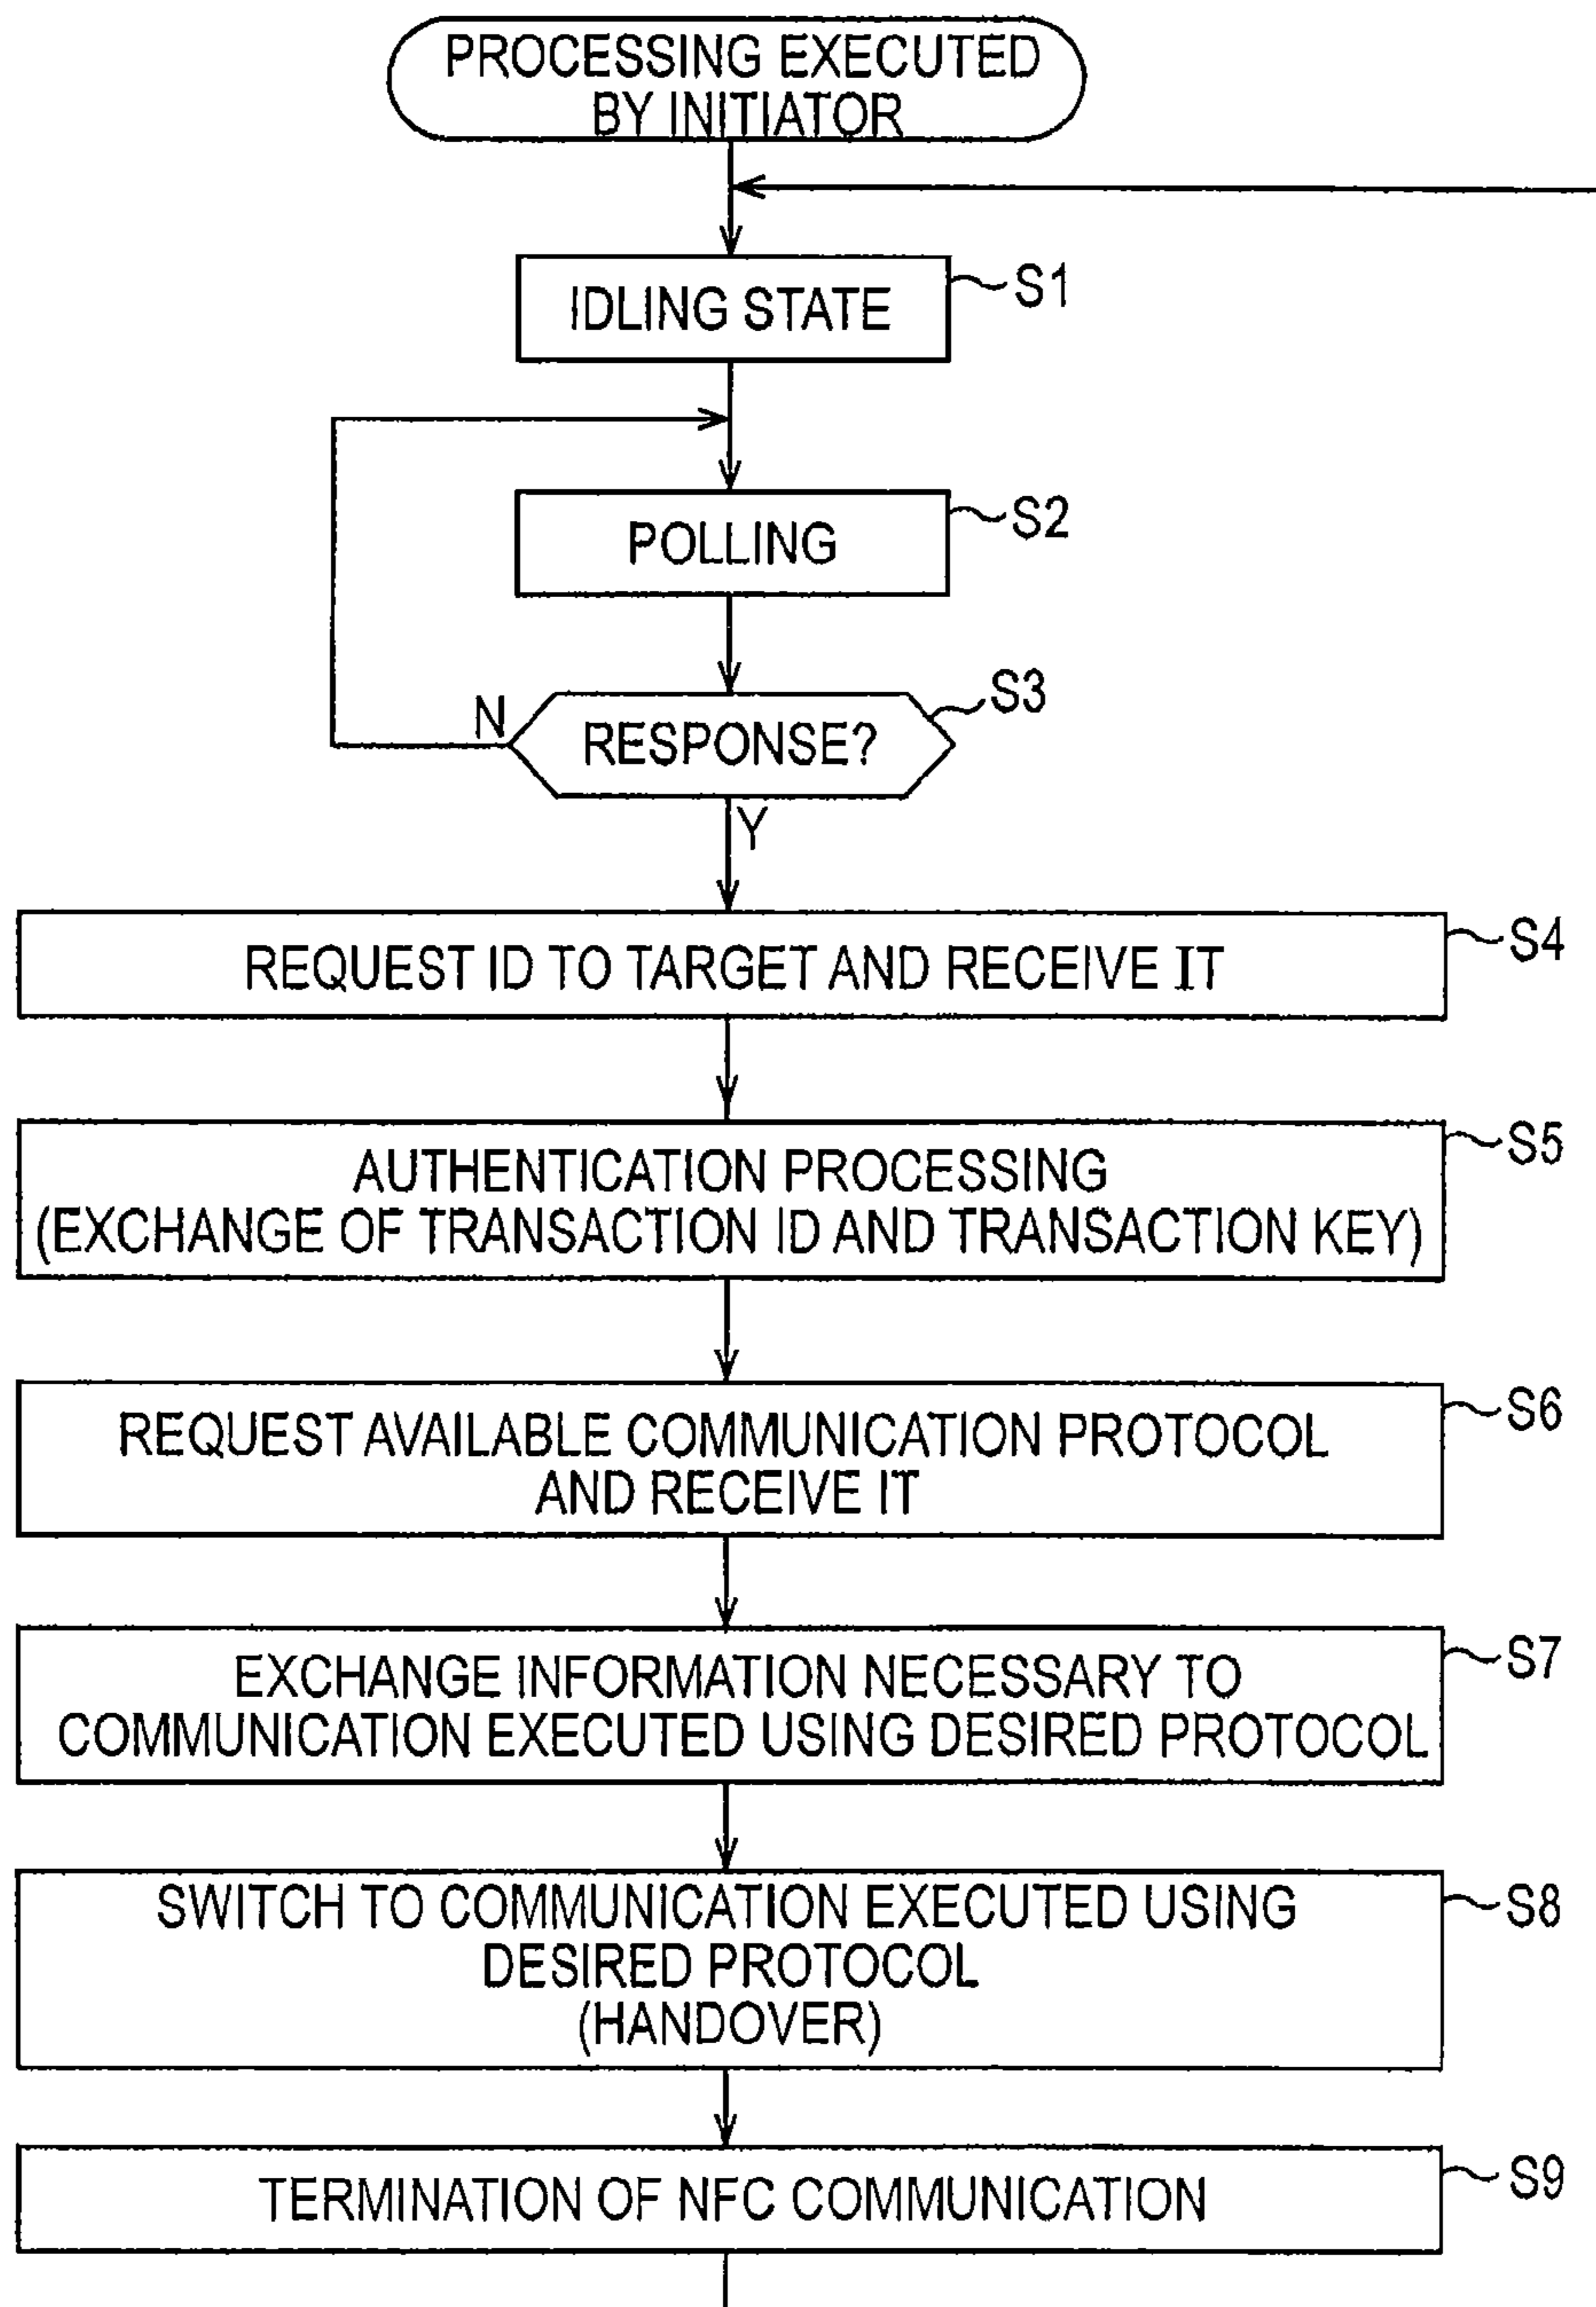 PROCESSING EXECUTED
BY INITIATOR
IDLING STATE
S1
POLLING
S2
RESPONSE?
S3
N
Y
REQUEST ID TO TARGET AND RECEIVE IT
S4
AUTHENTICATION PROCESSING
(EXCHANGE OF TRANSACTION ID AND TRANSACTION KEY)
S5
REQUEST AVAILABLE COMMUNICATION PROTOCOL
AND RECEIVE IT
S6
EXCHANGE INFORMATION NECESSARY TO
COMMUNICATION EXECUTED USING DESIRED PROTOCOL
S7
SWITCH TO COMMUNICATION EXECUTED USING
DESIRED PROTOCOL
(HANDOVER)
S8
TERMINATION OF NFC COMMUNICATION
S9